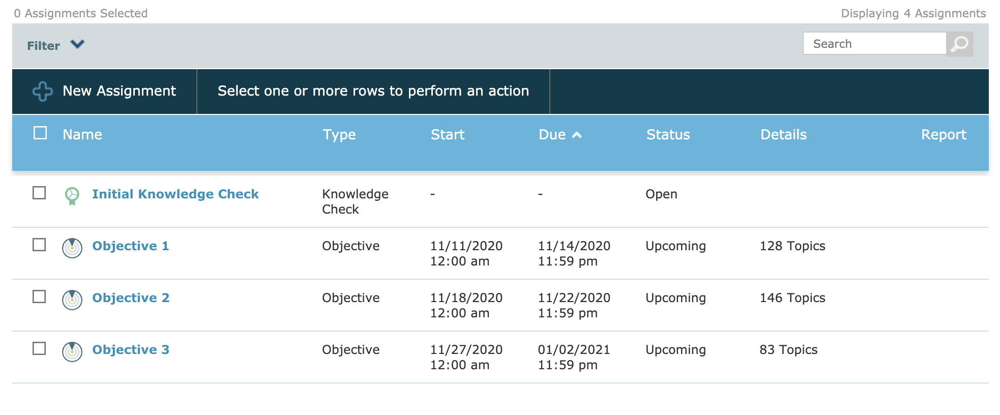 0 Assignments Selected
Displaying 4 Assignments
Filter
Search
New Assignment
Select one or more rows to perform an action
Name Type Start Due Status Details Report
Initial Knowledge Check Knowledge - - Open
Check
Objective 1 Objective 11/11/2020 11/14/2020 Upcoming 128 Topics
12:00 am 11:59 pm
Objective 2 Objective 11/18/2020 11/22/2020 Upcoming 146 Topics
12:00 am 11:59 pm
Objective 3 Objective 11/27/2020 01/02/2021 Upcoming 83 Topics
12:00 am 11:59 pm